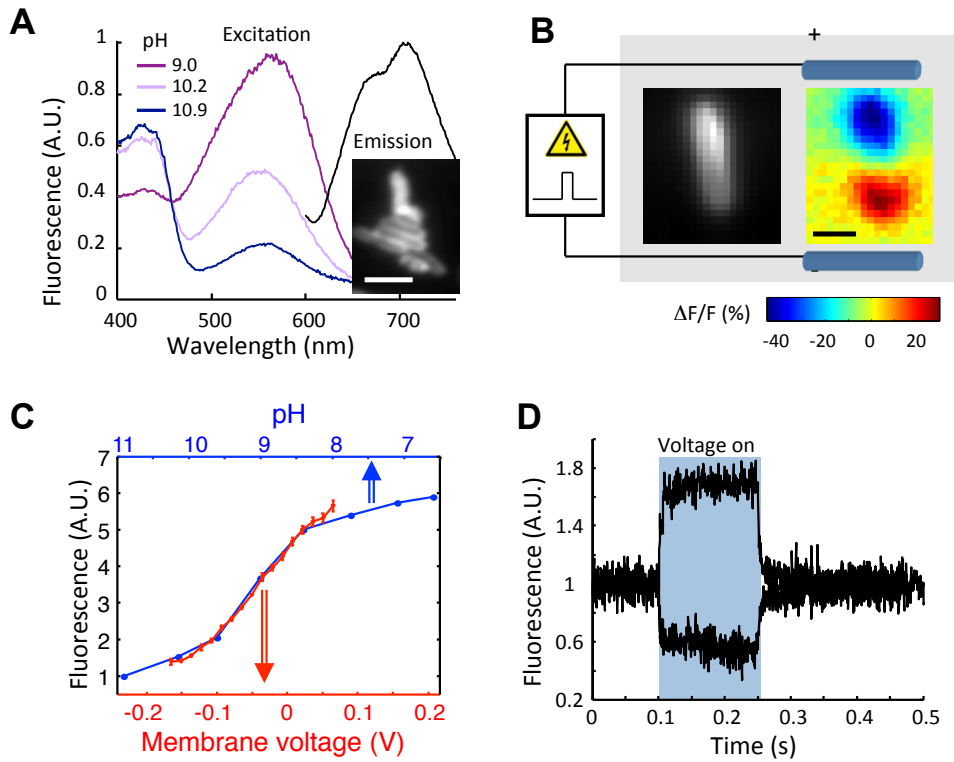 A
pH
9.0
10.2
10.9
Excitation
Emission
Fluorescence (A.U.)
1
0.8
0.6
0.4
0.2
0
400
500
600
700
Wavelength (nm)
B
+
-
ΔF/F (%)
-40
-20
0
20
C
pH
11
10
9
8
7
Fluorescence (A.U.)
7
6
5
4
3
2
1
-0.2
-0.1
0
0.1
0.2
Membrane voltage (V)
D
Voltage on
Fluorescence (A.U.)
1.8
1.4
1
0.6
0.2
0
0.1
0.2
0.3
0.4
0.5
Time (s)